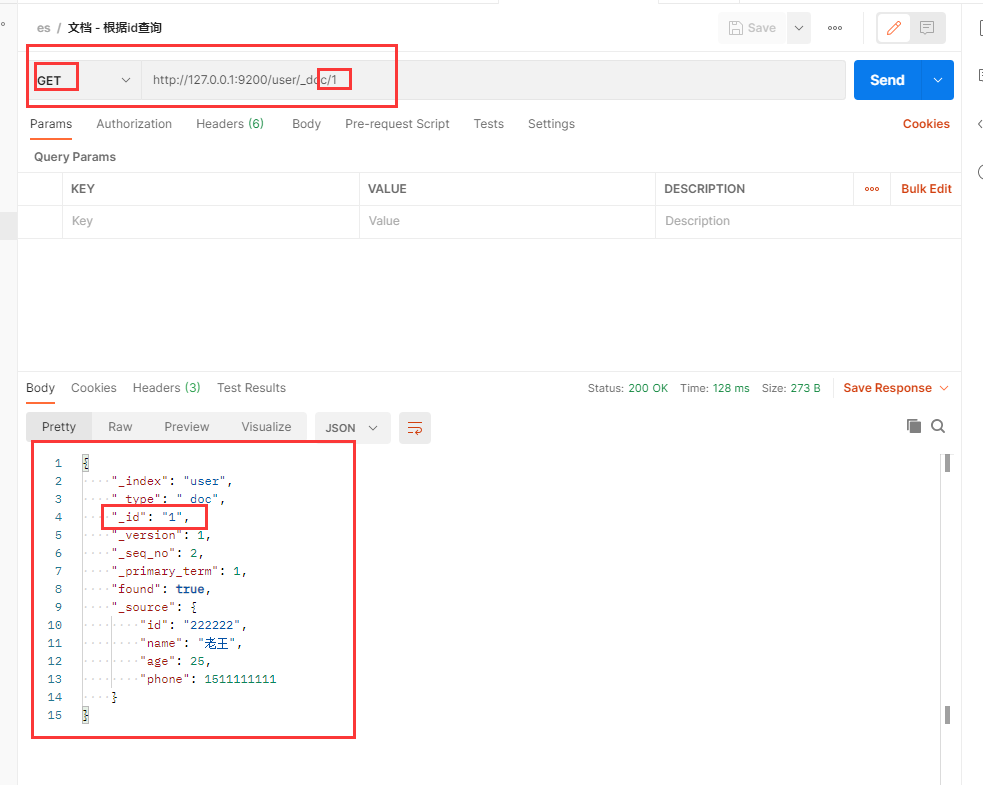 es / 文档 - 根据id查询
Save
GET http://127.0.0.1:9200/user/_doc/1 Send
Params Authorization Headers (6) Body Pre-request Script Tests Settings Cookies
Query Params
KEY VALUE DESCRIPTION Bulk Edit
Key Value Description
Body Cookies Headers (3) Test Results Status: 200 OK Time: 128 ms Size: 273 B Save Response
Pretty Raw Preview Visualize JSON
1 {
2 "_index": "user",
3 "_type": "_doc",
4 "_id": "1",
5 "_version": 1,
6 "_seq_no": 2,
7 "_primary_term": 1,
8 "found": true,
9 "_source": {
10 "id": "222222",
11 "name": "老王",
12 "age": 25,
13 "phone": 1511111111
14 }
15 }